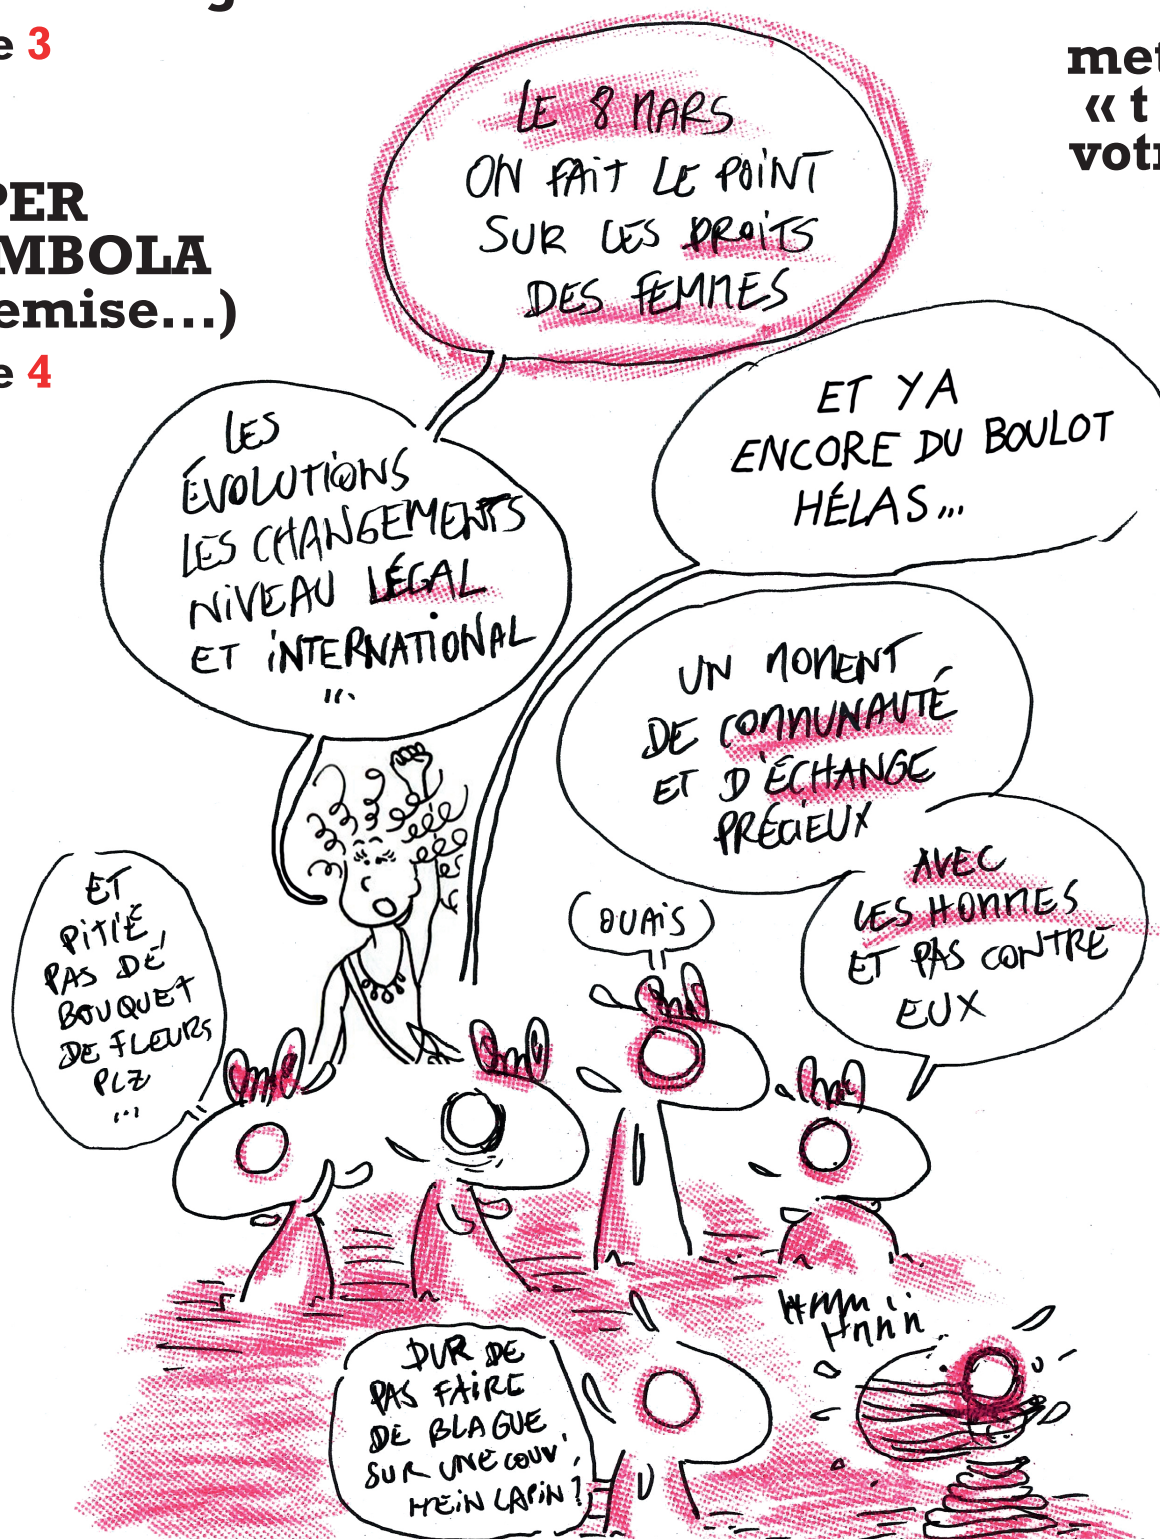 e 3
PER
MBOLA
emise...)
e 4
met
« t
votr
LE 8 MARS
ON FAIT LE POINT
SUR LES DROITS
DES FEMMES
LES
ÉVOLUTIONS
LES CHANGEMENTS
NIVEAU LÉGAL
ET INTERNATIONAL
...
ET Y A
ENCORE DU BOULOT
HÉLAS...
UN MOMENT
DE COMMUNAUTÉ
ET D'ÉCHANGE
PRÉCIEUX
AVEC
LES HOMMES
ET PAS CONTRE
EUX
OUAIS
ET
PITIÉ
PAS DE
BOUQUET
DE FLEURS
PLZ
...
DUR DE
PAS FAIRE
DE BLAGUE
SUR UNE COUV',
HEIN LAPIN ?
Hmm
Hnnn